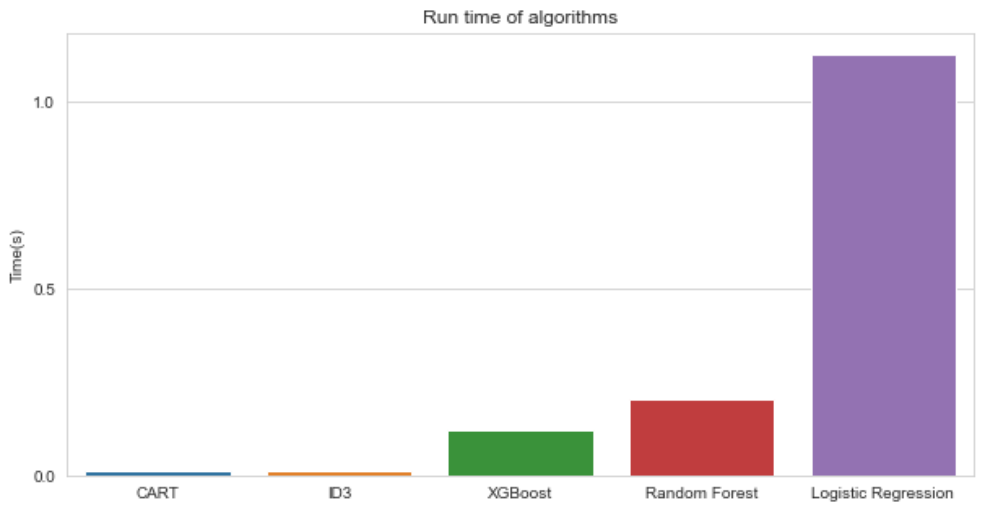 Run time of algorithms
Time(s)
1.0
0.5
0.0
CART
ID3
XGBoost
Random Forest
Logistic Regression